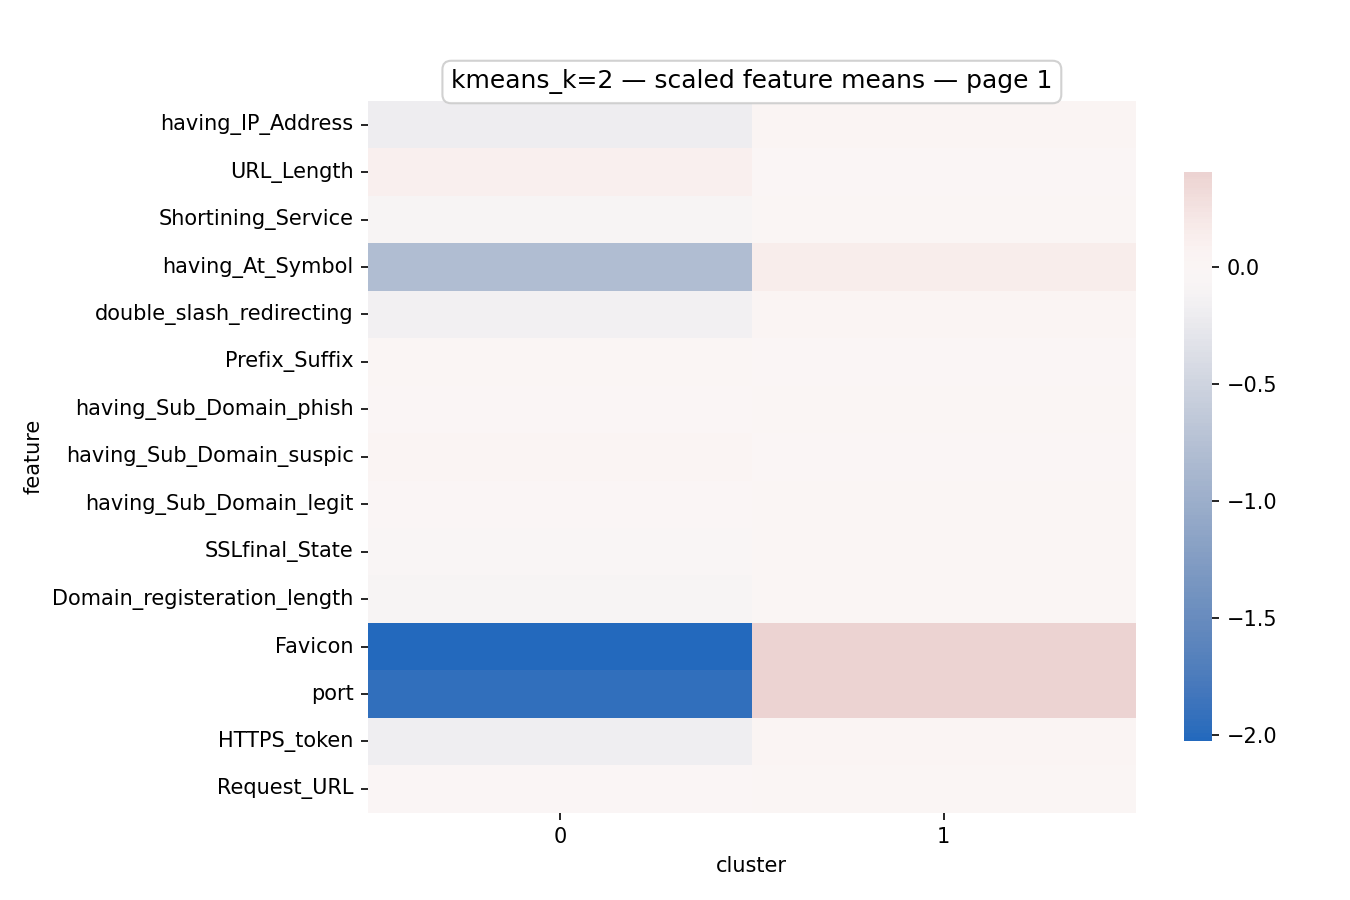 kmeans_k=2 — scaled feature means — page 1
having_IP_Address
URL_Length
Shortining_Service
having_At_Symbol
double_slash_redirecting
Prefix_Suffix
having_Sub_Domain_phish
having_Sub_Domain_suspic
having_Sub_Domain_legit
SSLfinal_State
Domain_registeration_length
Favicon
port
HTTPS_token
Request_URL
feature
0
1
cluster
0.0
−0.5
−1.0
−1.5
−2.0